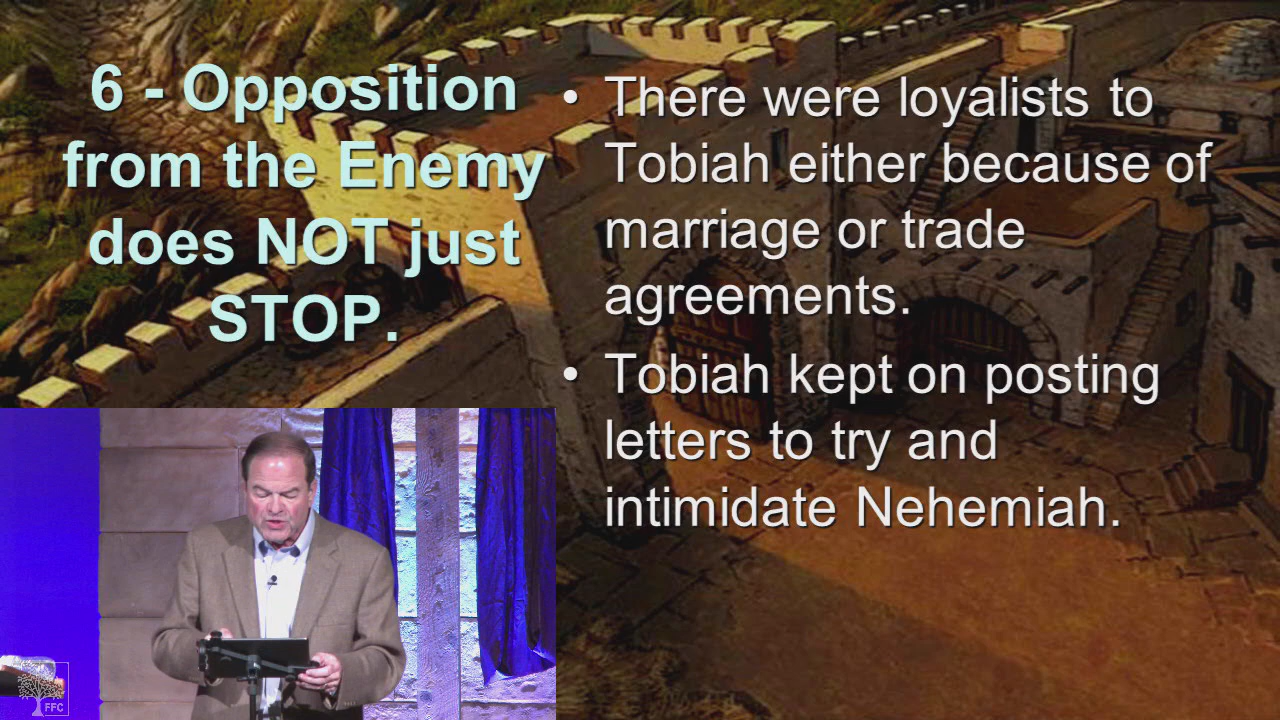 6 - Opposition
from the Enemy
does NOT just
STOP.
• There were loyalists to
Tobiah either because of
marriage or trade
agreements.
• Tobiah kept on posting
letters to try and
intimidate Nehemiah.
FFC